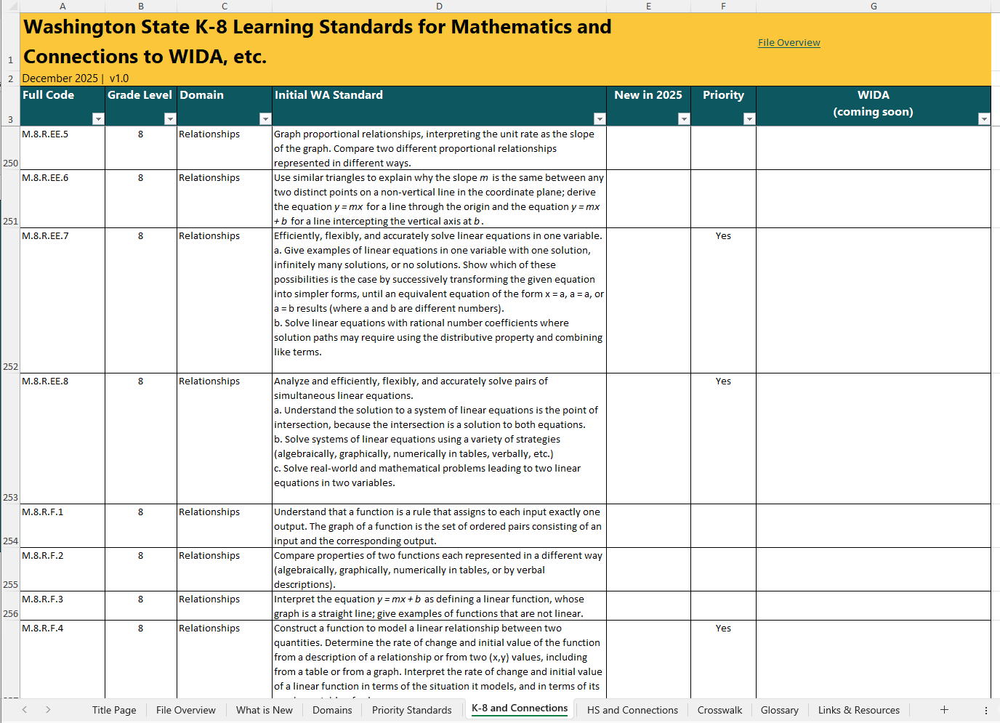 A B C D E F G
1 Washington State K-8 Learning Standards for Mathematics and
Connections to WIDA, etc.
File Overview
2 December 2025 | v1.0
3 Full Code Grade Level Domain Initial WA Standard New in 2025 Priority WIDA
(coming soon)
250 M.8.R.EE.5 8 Relationships Graph proportional relationships, interpreting the unit rate as the slope
of the graph. Compare two different proportional relationships
represented in different ways.
251 M.8.R.EE.6 8 Relationships Use similar triangles to explain why the slope m is the same between any
two distinct points on a non-vertical line in the coordinate plane; derive
the equation y = mx for a line through the origin and the equation y = mx
+ b for a line intercepting the vertical axis at b.
252 M.8.R.EE.7 8 Relationships Efficiently, flexibly, and accurately solve linear equations in one variable. Yes
a. Give examples of linear equations in one variable with one solution,
infinitely many solutions, or no solutions. Show which of these
possibilities is the case by successively transforming the given equation
into simpler forms, until an equivalent equation of the form x = a, a = a, or
a = b results (where a and b are different numbers).
b. Solve linear equations with rational number coefficients where
solution paths may require using the distributive property and combining
like terms.
253 M.8.R.EE.8 8 Relationships Analyze and efficiently, flexibly, and accurately solve pairs of Yes
simultaneous linear equations.
a. Understand the solution to a system of linear equations is the point of
intersection, because the intersection is a solution to both equations.
b. Solve systems of linear equations using a variety of strategies
(algebraically, graphically, numerically in tables, verbally, etc.)
c. Solve real-world and mathematical problems leading to two linear
equations in two variables.
254 M.8.R.F.1 8 Relationships Understand that a function is a rule that assigns to each input exactly one
output. The graph of a function is the set of ordered pairs consisting of an
input and the corresponding output.
255 M.8.R.F.2 8 Relationships Compare properties of two functions each represented in a different way
(algebraically, graphically, numerically in tables, or by verbal
descriptions).
256 M.8.R.F.3 8 Relationships Interpret the equation y = mx + b as defining a linear function, whose
graph is a straight line; give examples of functions that are not linear.
M.8.R.F.4 8 Relationships Construct a function to model a linear relationship between two Yes
quantities. Determine the rate of change and initial value of the function
from a description of a relationship or from two (x,y) values, including
from a table or from a graph. Interpret the rate of change and initial value
of a linear function in terms of the situation it models, and in terms of its
Title Page File Overview What is New Domains Priority Standards K-8 and Connections HS and Connections Crosswalk Glossary Links & Resources